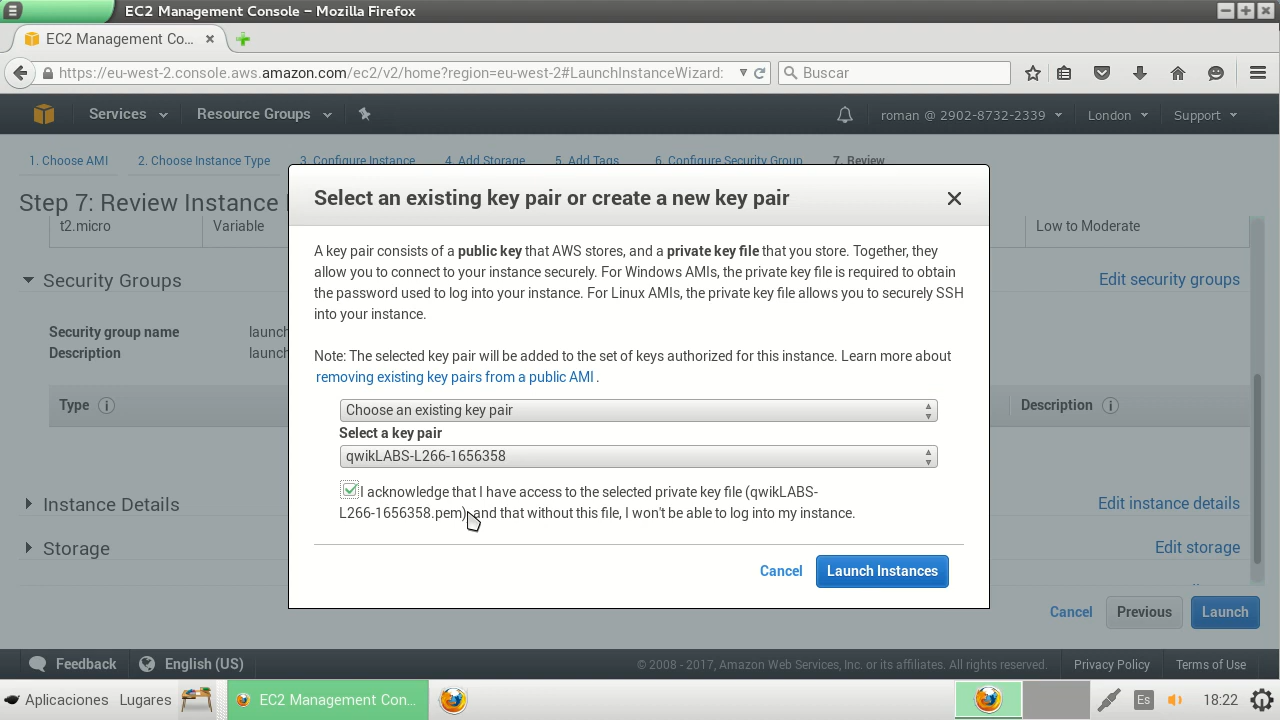 EC2 Management Console – Mozilla Firefox
EC2 Management Co...
https://eu-west-2.console.aws.amazon.com/ec2/v2/home?region=eu-west-2#LaunchInstanceWizard:
Buscar
Services
Resource Groups
roman @ 2902-8732-2339
London
Support
1. Choose AMI
2. Choose Instance Type
3. Configure Instance
4. Add Storage
5. Add Tags
6. Configure Security Group
7. Review
Step 7: Review Instance
t2.micro
Variable
Low to Moderate
Security Groups
Edit security groups
Security group name
launch
Description
launch
Type
Description
Instance Details
Edit instance details
Storage
Edit storage
Select an existing key pair or create a new key pair
A key pair consists of a public key that AWS stores, and a private key file that you store. Together, they
allow you to connect to your instance securely. For Windows AMIs, the private key file is required to obtain
the password used to log into your instance. For Linux AMIs, the private key file allows you to securely SSH
into your instance.
Note: The selected key pair will be added to the set of keys authorized for this instance. Learn more about
removing existing key pairs from a public AMI.
Choose an existing key pair
Select a key pair
qwikLABS-L266-1656358
I acknowledge that I have access to the selected private key file (qwikLABS-
L266-1656358.pem), and that without this file, I won't be able to log into my instance.
Cancel
Launch Instances
Cancel
Previous
Launch
Feedback
English (US)
© 2008 - 2017, Amazon Web Services, Inc. or its affiliates. All rights reserved.
Privacy Policy
Terms of Use
Aplicaciones
Lugares
EC2 Management Con...
Es
18:22